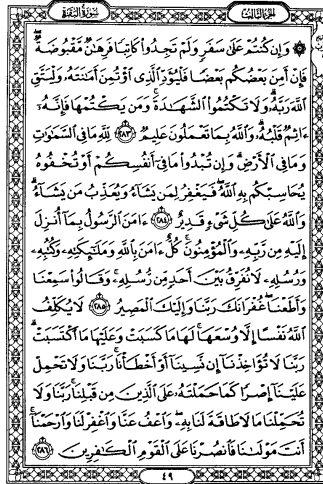 سورة البقرة
الجزء الثالث
۞ وَإِن كُنتُمْ عَلَىٰ سَفَرٍ وَلَمْ تَجِدُوا۟ كَاتِبًا فَرِهَٰنٌ مَّقْبُوضَةٌ ۖ
فَإِنْ أَمِنَ بَعْضُكُم بَعْضًا فَلْيُؤَدِّ ٱلَّذِى ٱؤْتُمِنَ أَمَٰنَتَهُۥ وَلْيَتَّقِ
ٱللَّهَ رَبَّهُۥ ۗ وَلَا تَكْتُمُوا۟ ٱلشَّهَٰدَةَ ۚ وَمَن يَكْتُمْهَا فَإِنَّهُۥٓ
ءَاثِمٌ قَلْبُهُۥ ۗ وَٱللَّهُ بِمَا تَعْمَلُونَ عَلِيمٌ ٢٨٣ لِّلَّهِ مَا فِى ٱلسَّمَٰوَٰتِ
وَمَا فِى ٱلْأَرْضِ ۗ وَإِن تُبْدُوا۟ مَا فِىٓ أَنفُسِكُمْ أَوْ تُخْفُوهُ
يُحَاسِبْكُم بِهِ ٱللَّهُ ۖ فَيَغْفِرُ لِمَن يَشَآءُ وَيُعَذِّبُ مَن يَشَآءُ ۗ
وَٱللَّهُ عَلَىٰ كُلِّ شَىْءٍ قَدِيرٌ ٢٨٤ ءَامَنَ ٱلرَّسُولُ بِمَآ أُنزِلَ
إِلَيْهِ مِن رَّبِّهِۦ وَٱلْمُؤْمِنُونَ ۚ كُلٌّ ءَامَنَ بِٱللَّهِ وَمَلَٰٓئِكَتِهِۦ وَكُتُبِهِۦ
وَرُسُلِهِۦ لَا نُفَرِّقُ بَيْنَ أَحَدٍ مِّن رُّسُلِهِۦ ۚ وَقَالُوا۟ سَمِعْنَا
وَأَطَعْنَا ۖ غُفْرَانَكَ رَبَّنَا وَإِلَيْكَ ٱلْمَصِيرُ ٢٨٥ لَا يُكَلِّفُ
ٱللَّهُ نَفْسًا إِلَّا وُسْعَهَا ۚ لَهَا مَا كَسَبَتْ وَعَلَيْهَا مَا ٱكْتَسَبَتْ ۗ
رَبَّنَا لَا تُؤَاخِذْنَآ إِن نَّسِينَآ أَوْ أَخْطَأْنَا ۚ رَبَّنَا وَلَا تَحْمِلْ
عَلَيْنَآ إِصْرًا كَمَا حَمَلْتَهُۥ عَلَى ٱلَّذِينَ مِن قَبْلِنَا ۚ رَبَّنَا وَلَا
تُحَمِّلْنَا مَا لَا طَاقَةَ لَنَا بِهِۦ ۖ وَٱعْفُ عَنَّا وَٱغْفِرْ لَنَا وَٱرْحَمْنَآ ۚ
أَنتَ مَوْلَىٰنَا فَٱنصُرْنَا عَلَى ٱلْقَوْمِ ٱلْكَٰفِرِينَ ٢٨٦
٤٩